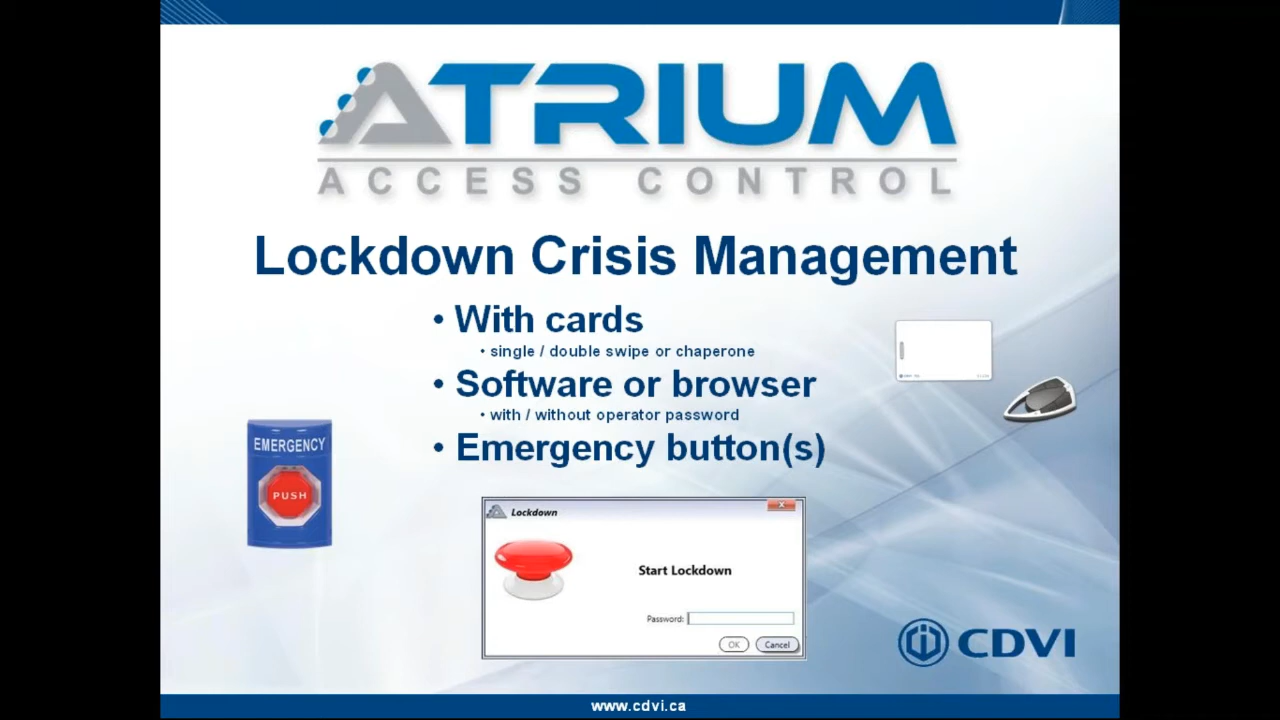 ATRIUM
ACCESS CONTROL
Lockdown Crisis Management
• With cards
• single / double swipe or chaperone
• Software or browser
• with / without operator password
• Emergency button(s)
EMERGENCY
PUSH
Lockdown
Start Lockdown
Password:
OK Cancel
CDVI
www.cdvi.ca